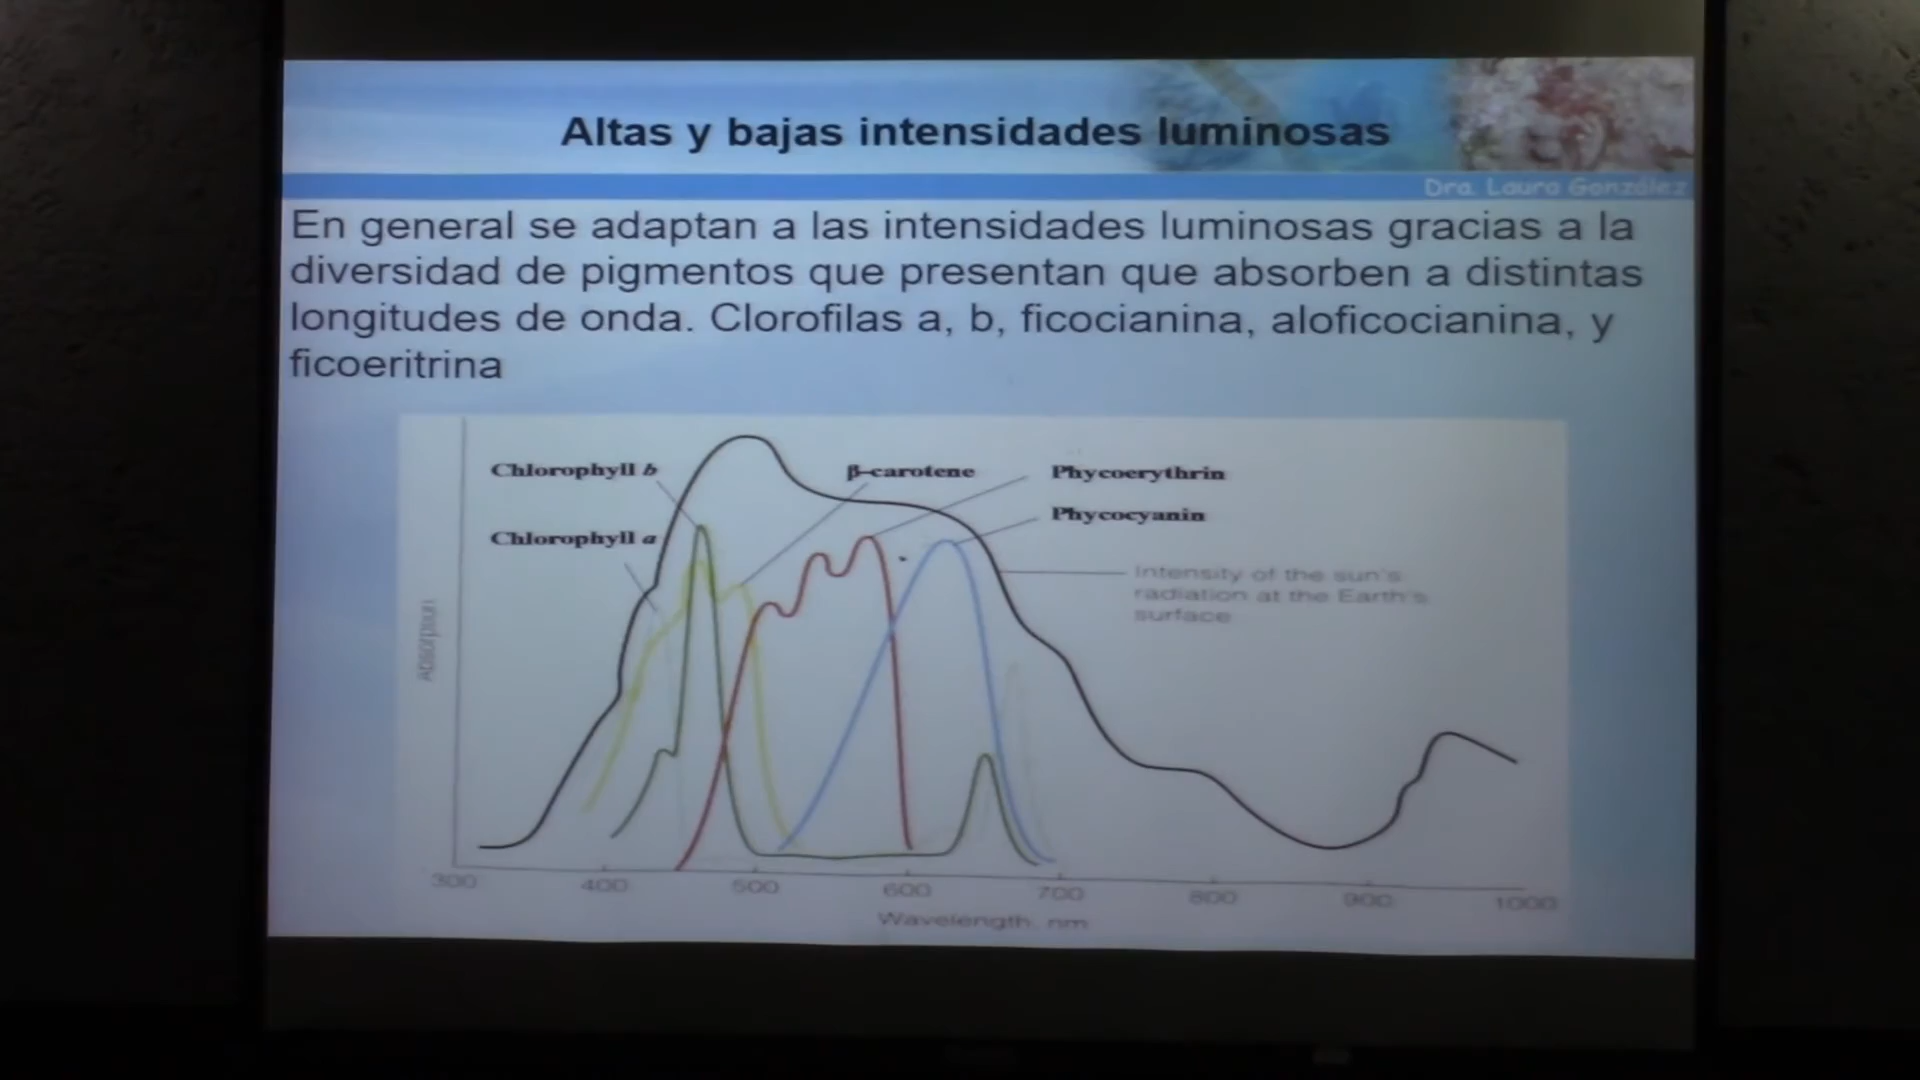 Altas y bajas intensidades luminosas
Dra. Laura González
En general se adaptan a las intensidades luminosas gracias a la
diversidad de pigmentos que presentan que absorben a distintas
longitudes de onda. Clorofilas a, b, ficocianina, aloficocianina, y
ficoeritrina
Chlorophyll b
β-carotene
Phycoerythrin
Phycocyanin
Chlorophyll a
Intensity of the sun's
radiation at the Earth's
surface
Absorption
300 400 500 600 700 800 900 1000
Wavelength, nm